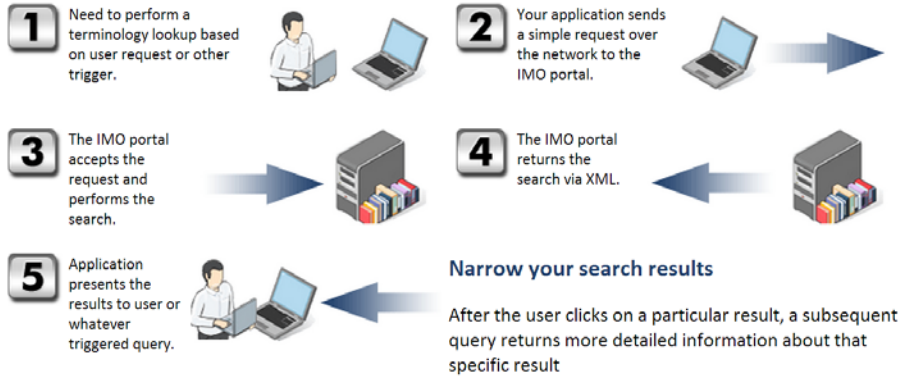 1
Need to perform a
terminology lookup based
on user request or other
trigger.
2
Your application sends
a simple request over
the network to the
IMO portal.
3
The IMO portal
accepts the
request and
performs the
search.
4
The IMO portal
returns the
search via XML.
5
Application
presents the
results to user or
whatever
triggered query.
Narrow your search results
After the user clicks on a particular result, a subsequent
query returns more detailed information about that
specific result